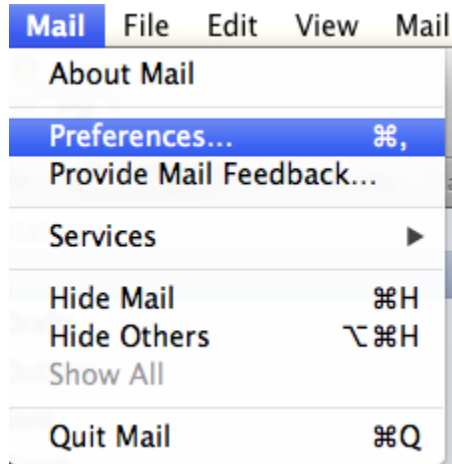 Mail File Edit View Mail
About Mail
Preferences... ⌘,
Provide Mail Feedback...
Services ▶
Hide Mail ⌘H
Hide Others ⌥⌘H
Show All
Quit Mail ⌘Q